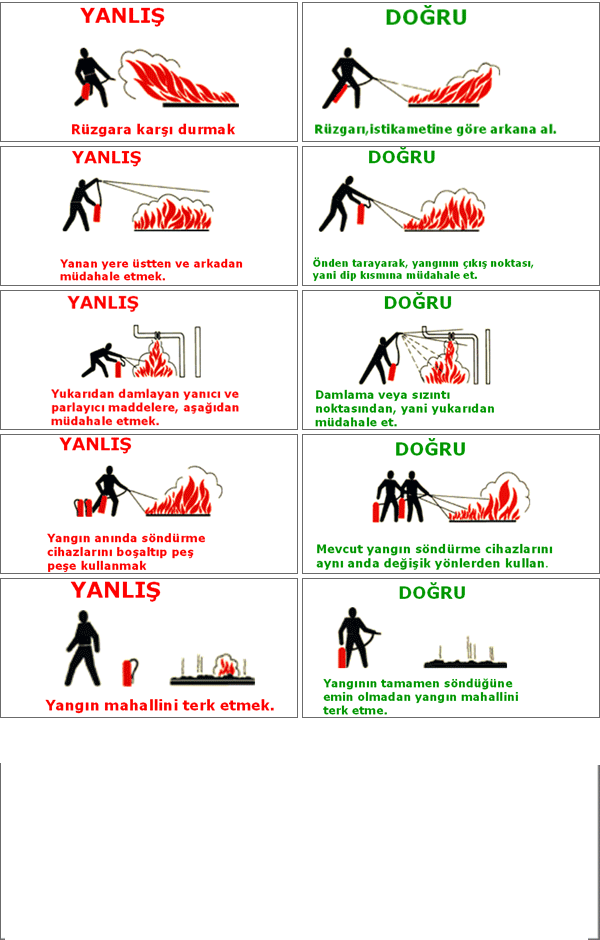 YANLIŞ
Rüzgara karşı durmak
DOĞRU
Rüzgarı,istikametine göre arkana al.
YANLIŞ
Yanan yere üstten ve arkadan
müdahale etmek.
DOĞRU
Önden tarayarak, yangının çıkış noktası,
yani dip kısmına müdahale et.
YANLIŞ
Yukarıdan damlayan yanıcı ve
parlayıcı maddelere, aşağıdan
müdahale etmek.
DOĞRU
Damlama veya sızıntı
noktasından, yani yukarıdan
müdahale et.
YANLIŞ
Yangın anında söndürme
cihazlarını boşaltıp peş
peşe kullanmak
DOĞRU
Mevcut yangın söndürme cihazlarını
aynı anda değişik yönlerden kullan.
YANLIŞ
Yangın mahallini terk etmek.
DOĞRU
Yangının tamamen söndüğüne
emin olmadan yangın mahallini
terk etme.